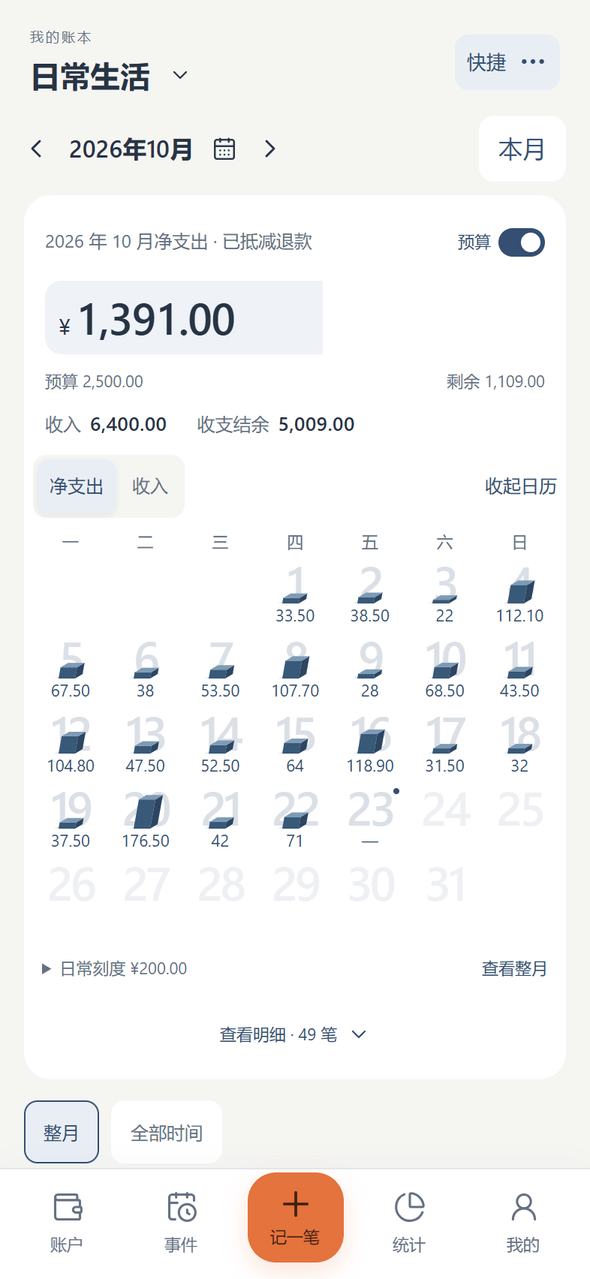 我的账本
日常生活
快捷 •••
2026年10月
本月
2026 年 10 月净支出 · 已抵减退款
预算
¥ 1,391.00
预算 2,500.00
剩余 1,109.00
收入 6,400.00 收支结余 5,009.00
净支出 收入
收起日历
一 二 三 四 五 六 日
1 2 3 4
33.50 38.50 22 112.10
5 6 7 8 9 10 11
67.50 38 53.50 107.70 28 68.50 43.50
12 13 14 15 16 17 18
104.80 47.50 52.50 64 118.90 31.50 32
19 20 21 22 23 24 25
37.50 176.50 42 71 —
26 27 28 29 30 31
日常刻度 ¥200.00
查看整月
查看明细 · 49 笔
整月 全部时间
账户 事件 记一笔 统计 我的